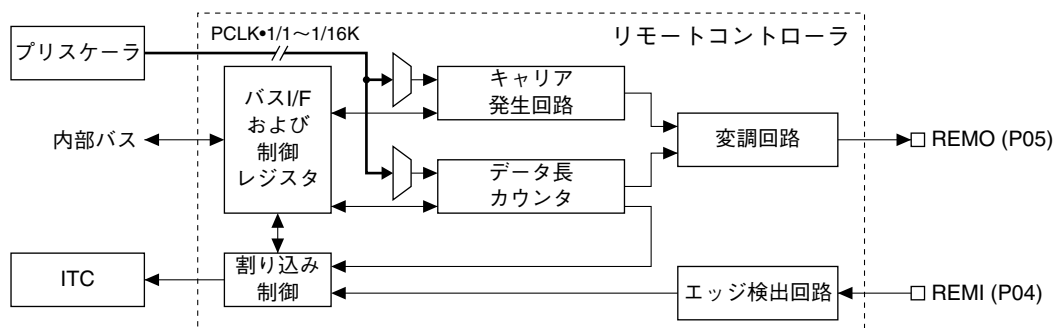 プリスケーラ
PCLK•1/1～1/16K
リモートコントローラ
バスI/F
および
制御
レジスタ
キャリア
発生回路
内部バス
変調回路
REMO (P05)
データ長
カウンタ
ITC
割り込み
制御
エッジ検出回路
REMI (P04)